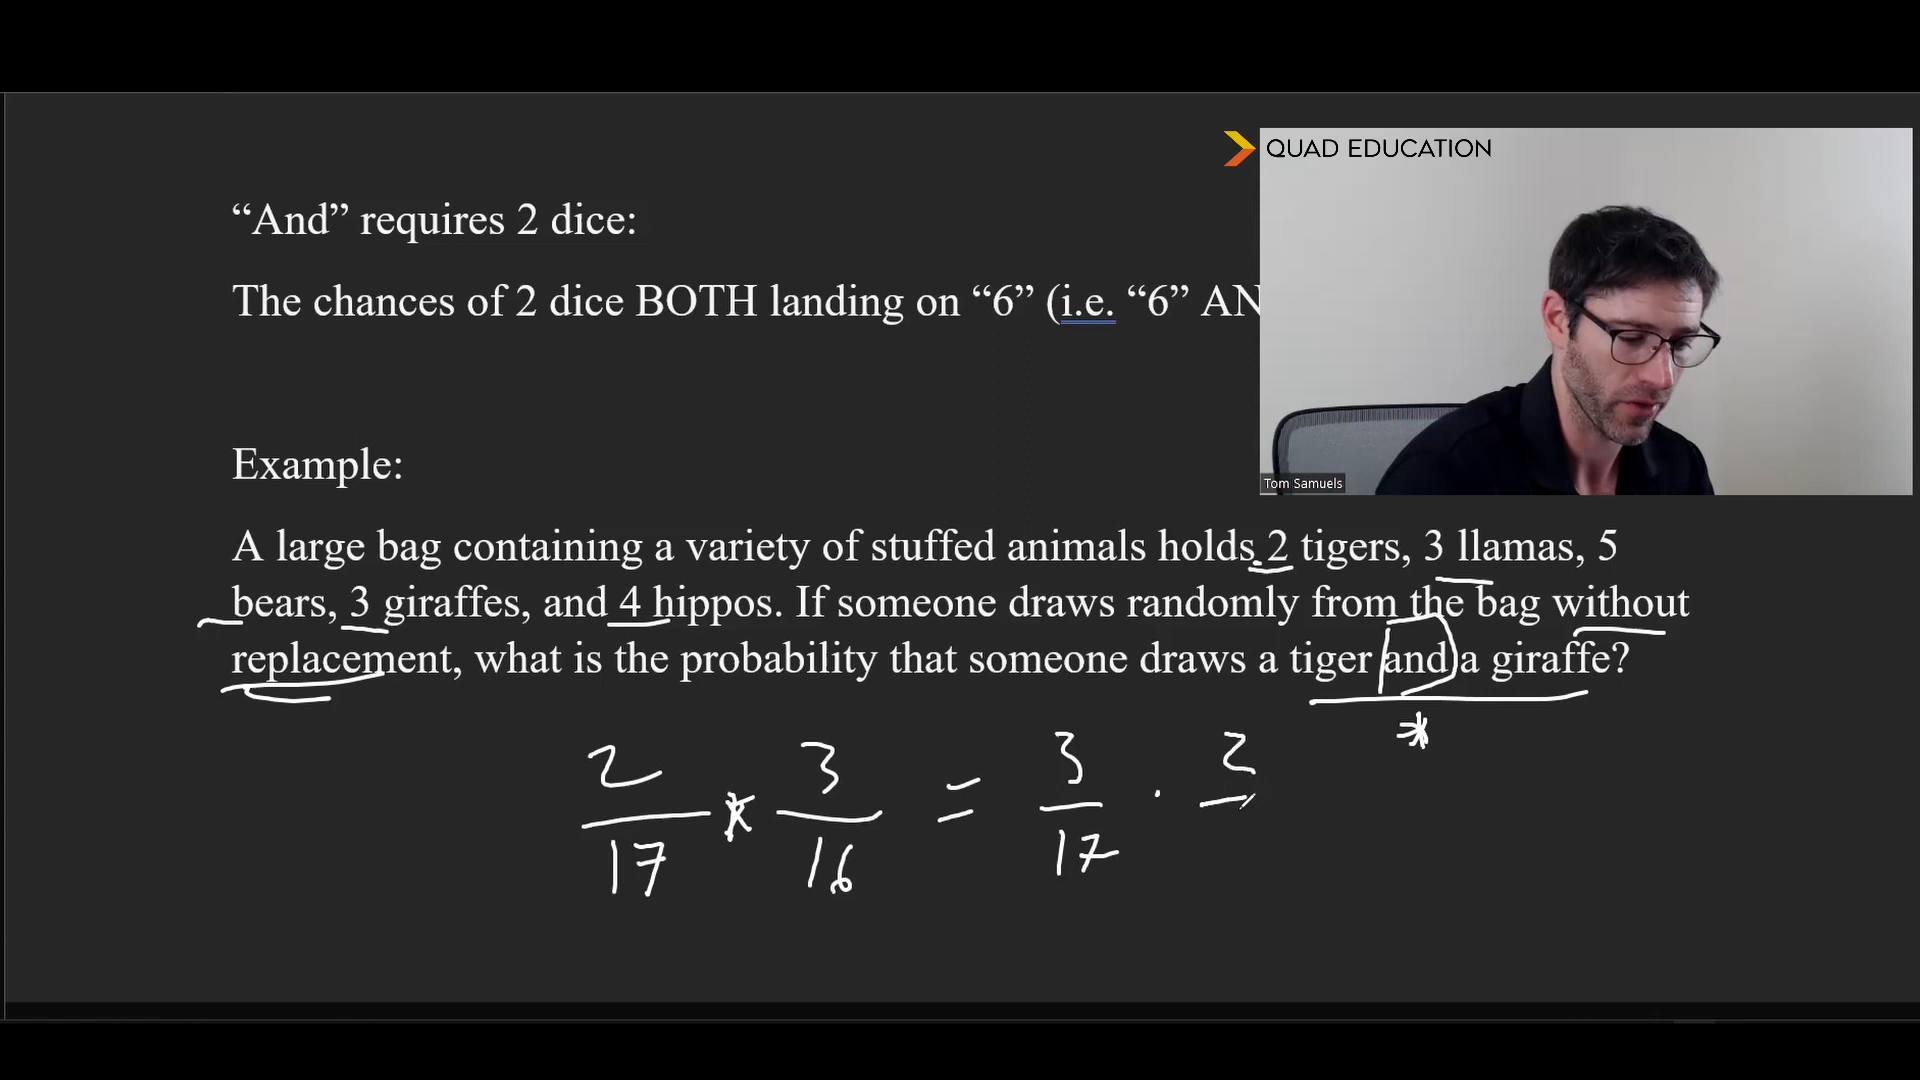 QUAD EDUCATION
“And” requires 2 dice:
The chances of 2 dice BOTH landing on “6” (i.e. “6” AN
Tom Samuels
Example:
A large bag containing a variety of stuffed animals holds 2 tigers, 3 llamas, 5
bears, 3 giraffes, and 4 hippos. If someone draws randomly from the bag without
replacement, what is the probability that someone draws a tiger and a giraffe?
*
2/17 * 3/16 = 3/17 · 2